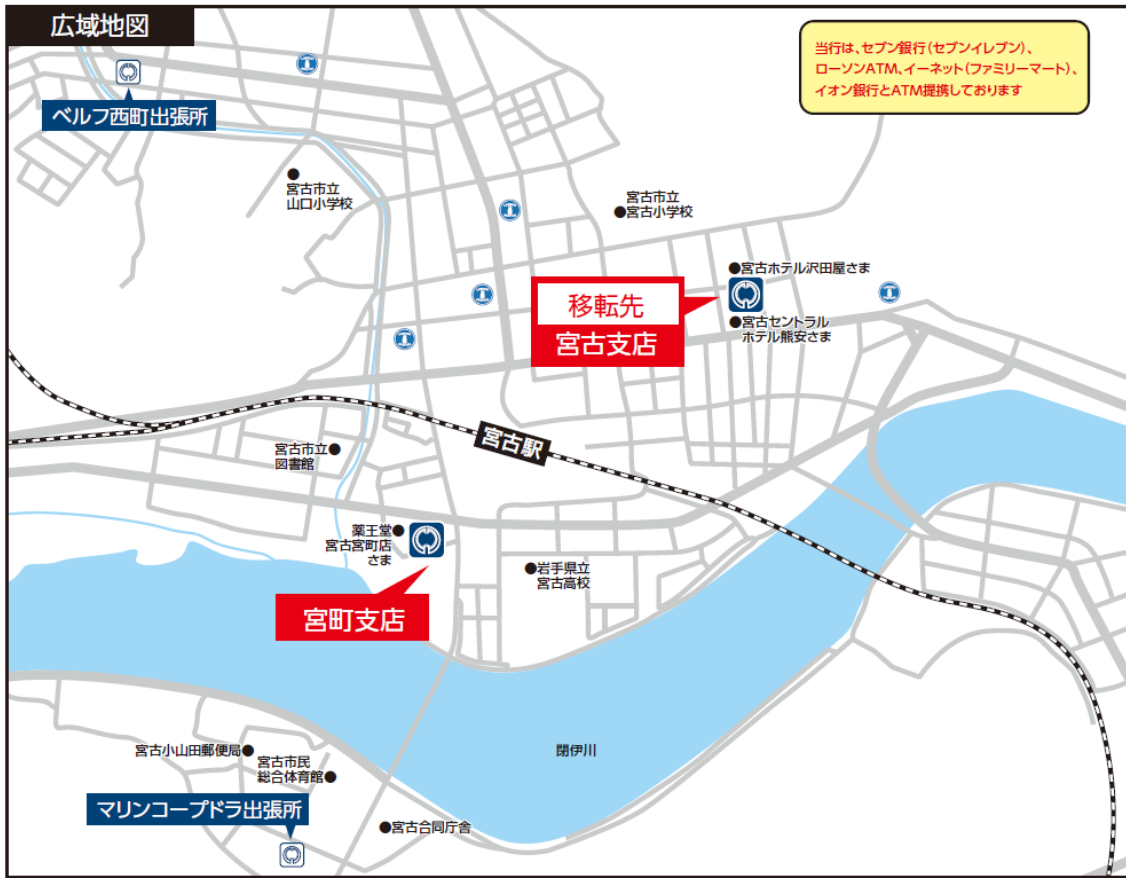 広域地図
当行は、セブン銀行(セブンイレブン)、
ローソンATM、イーネット(ファミリーマート)、
イオン銀行とATM提携しております
ベルフ西町出張所
●
宮古市立
山口小学校
宮古市立
●宮古小学校
●宮古ホテル沢田屋さま
移転先
宮古支店
●宮古セントラル
ホテル熊安さま
宮古駅
宮古市立●
図書館
薬王堂●
宮古宮町店
さま
●岩手県立
宮古高校
宮町支店
閉伊川
宮古小山田郵便局●
宮古市民
総合体育館●
マリンコープドラ出張所
●宮古合同庁舎